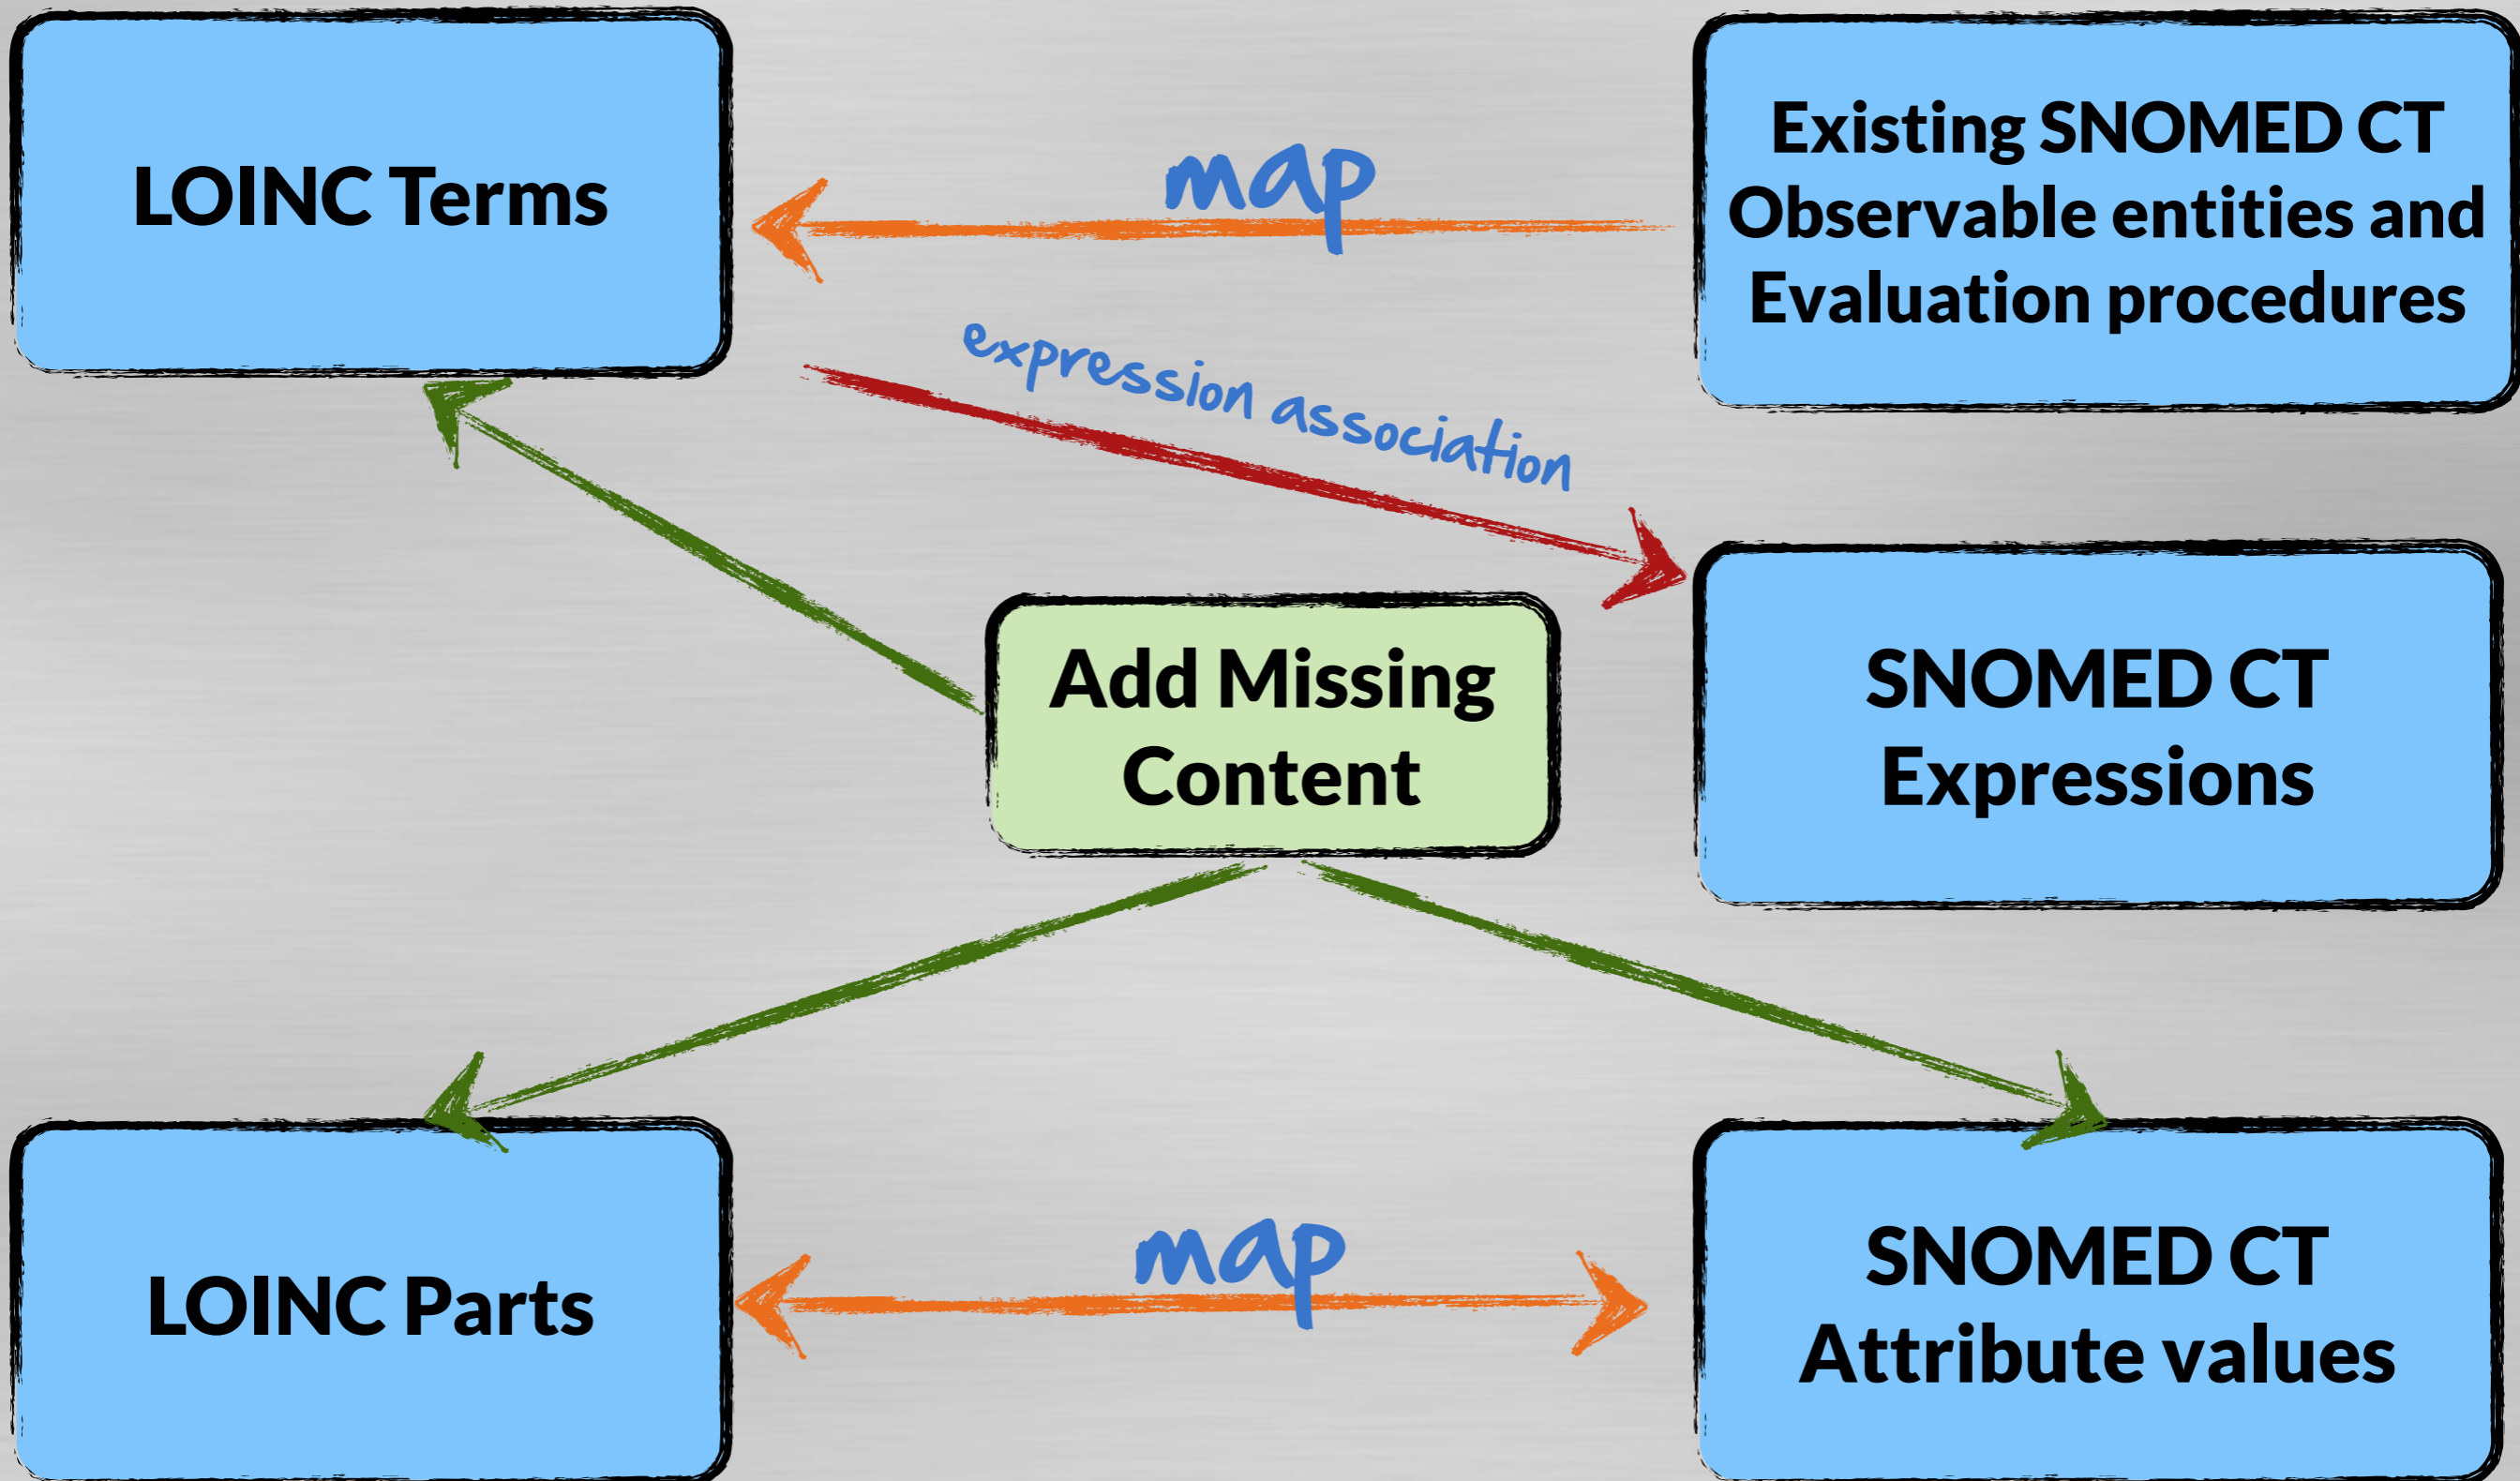 LOINC Terms
map
Existing SNOMED CT
Observable entities and
Evaluation procedures
expression association
Add Missing
Content
SNOMED CT
Expressions
LOINC Parts
map
SNOMED CT
Attribute values